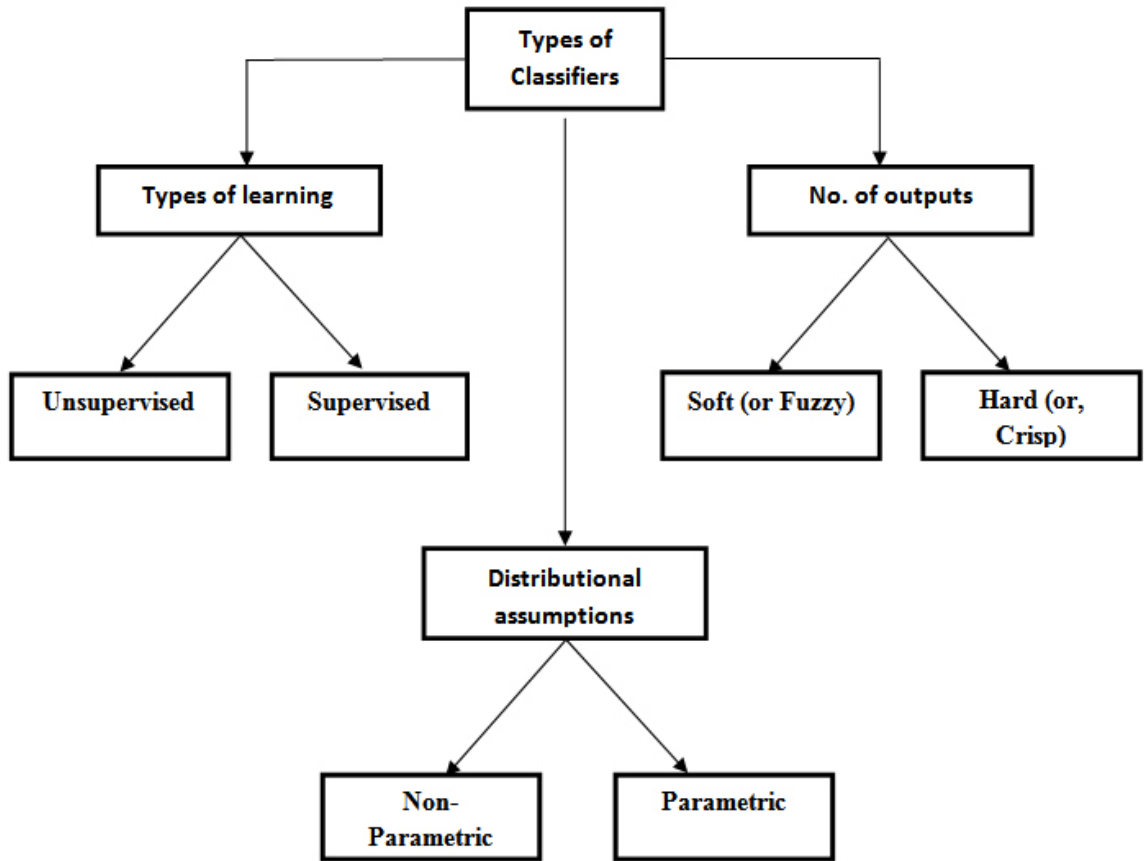 Types of
Classifiers
Types of learning
No. of outputs
Unsupervised
Supervised
Soft (or Fuzzy)
Hard (or,
Crisp)
Distributional
assumptions
Non-
Parametric
Parametric